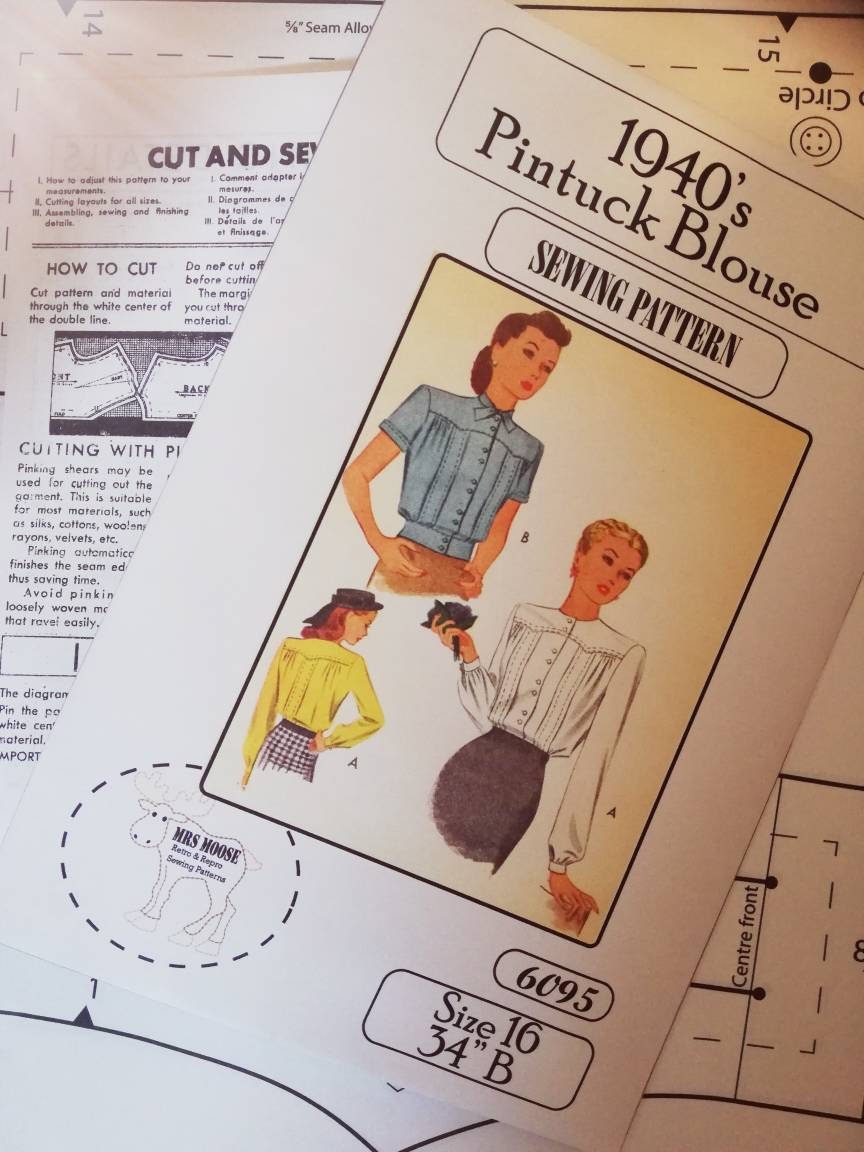 14
⅝" Seam Allo
15
Circle
CUT AND SE
I. How to adjust this pattern to your
measurements.
II. Cutting layouts for all sizes.
III. Assembling, sewing and finishing
details.
I. Comment adapter
mesures.
II. Diagrammes de
les tailles.
III. Détails de l'
et finissage.
HOW TO CUT
Cut pattern and material
through the white center of
the double line.
Do not cut off
before cuttin
The margi
you cut thro
material.
BACK
CUTTING WITH PI
Pinking shears may be
used for cutting out the
garment. This is suitable
for most materials, such
as silks, cottons, woolens
rayons, velvets, etc.
Pinking automatica
finishes the seam ed
thus saving time.
Avoid pinkin
loosely woven
that ravel easily,
The diagram
Pin the
white cen
material.
MPORT
1940's
Pintuck Blouse
SEWING PATTERN
B
A
A
MRS MOOSE
Retro & Repro
Sewing Patterns
6095
Size 16
34" B
1
Centre front
8